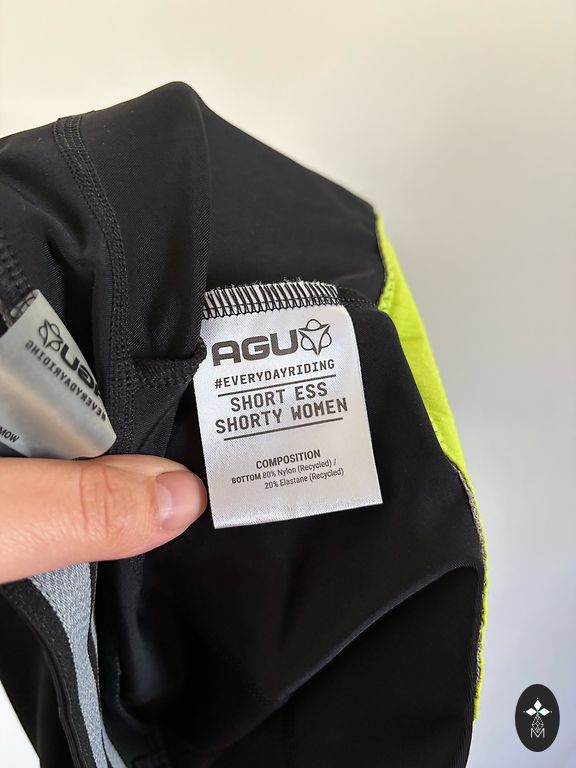 AGU
#EVERYDAYRIDING
SHORT ESS
SHORTY WOMEN
COMPOSITION
BOTTOM 80% Nylon (Recycled) /
20% Elastane (Recycled)